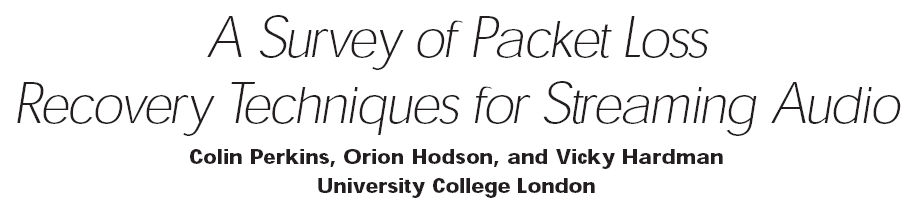 A Survey of Packet Loss
Recovery Techniques for Streaming Audio
Colin Perkins, Orion Hodson, and Vicky Hardman
University College London